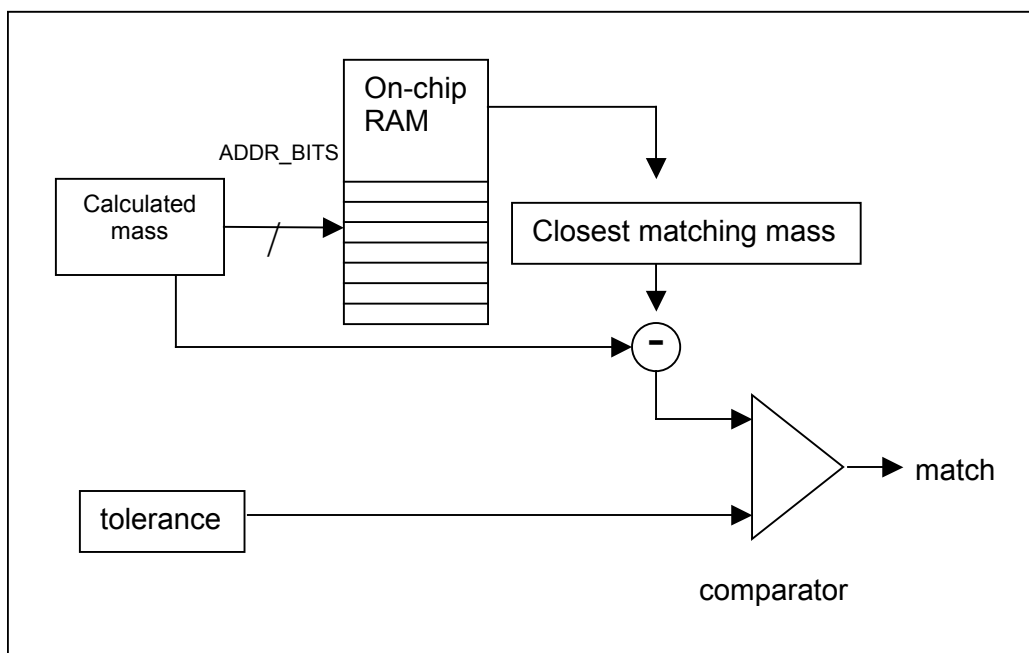 On-chip
RAM
ADDR_BITS
Calculated
mass
Closest matching mass
-
match
tolerance
comparator